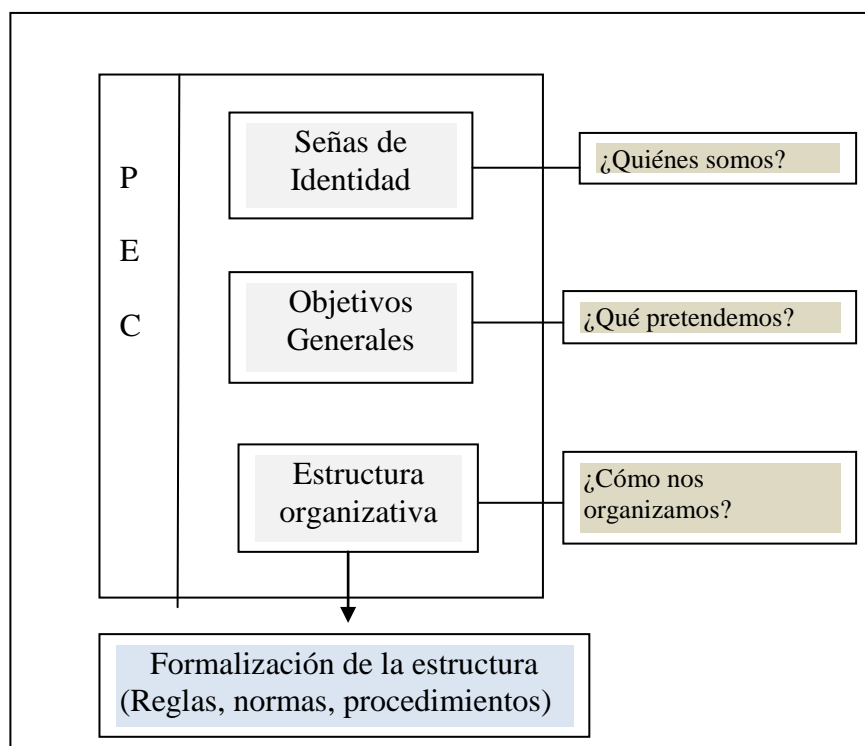 P
E
C
Señas de
Identidad
¿Quiénes somos?
Objetivos
Generales
¿Qué pretendemos?
Estructura
organizativa
¿Cómo nos
organizamos?
Formalización de la estructura
(Reglas, normas, procedimientos)